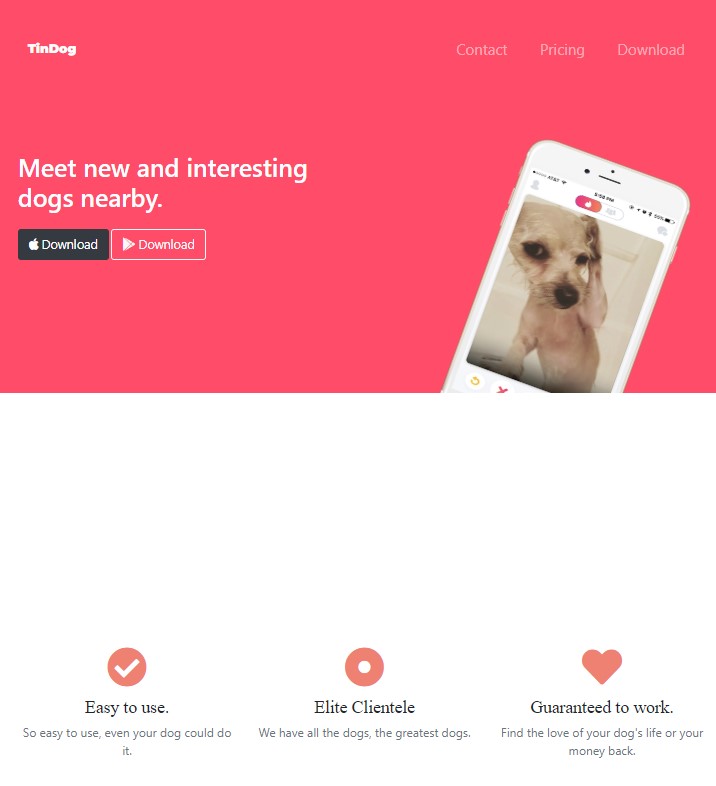 TinDog
Contact Pricing Download
Meet new and interesting
dogs nearby.
Download Download
AT&T 5:58 PM 50%
Easy to use. Elite Clientele Guaranteed to work.
So easy to use, even your dog could do
it.
We have all the dogs, the greatest dogs.
Find the love of your dog's life or your
money back.